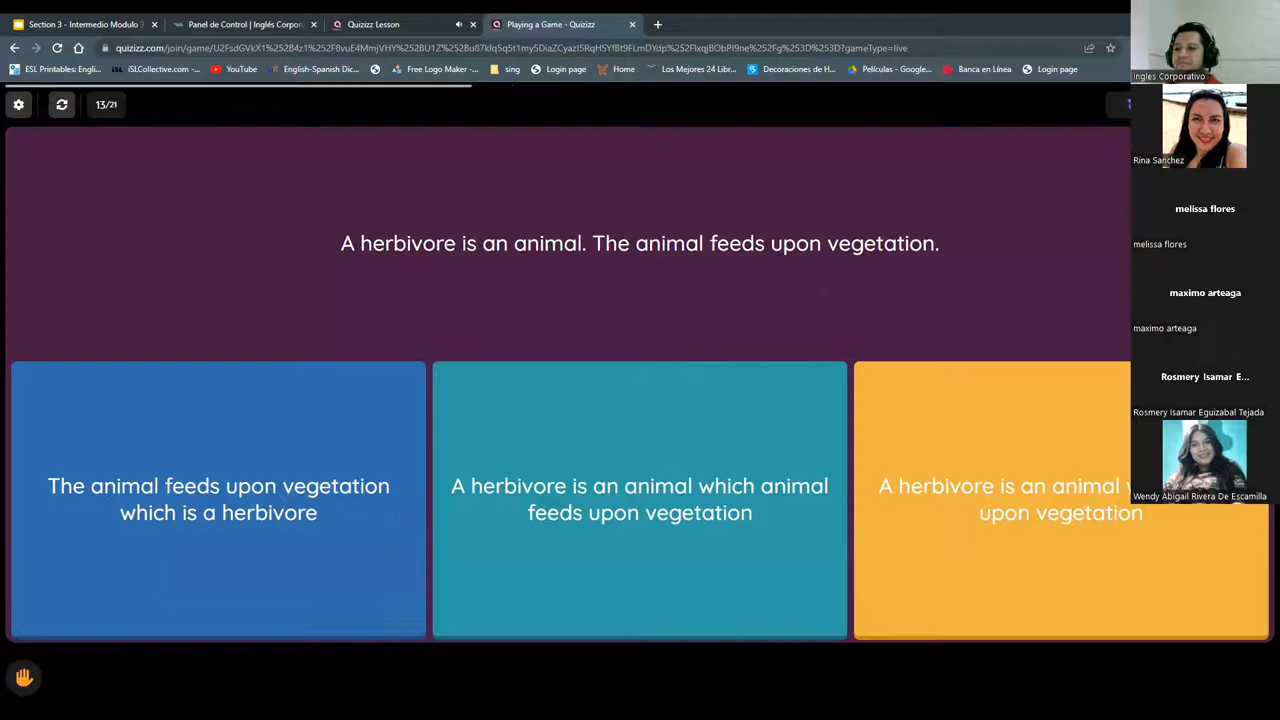 Section 3 - Intermedio Modulo 3
Panel de Control | Inglés Corpora
Quizizz Lesson
Playing a Game - Quizizz
ESL Printables: Engli...
iSLCollective.com -...
YouTube
English-Spanish Dic...
Free Logo Maker -...
sing
Login page
Home
Los Mejores 24 Libr...
Decoraciones de H...
Películas - Google...
Banca en Línea
Login page
13/21
A herbivore is an animal. The animal feeds upon vegetation.
The animal feeds upon vegetation
which is a herbivore
A herbivore is an animal which animal
feeds upon vegetation
A herbivore is an animal
upon vegetation
Ingles Corporativo
Rina Sanchez
melissa flores
melissa flores
maximo arteaga
maximo arteaga
Rosmery Isamar E...
Rosmery Isamar Eguizabal Tejada
Wendy Abigail Rivera De Escamilla